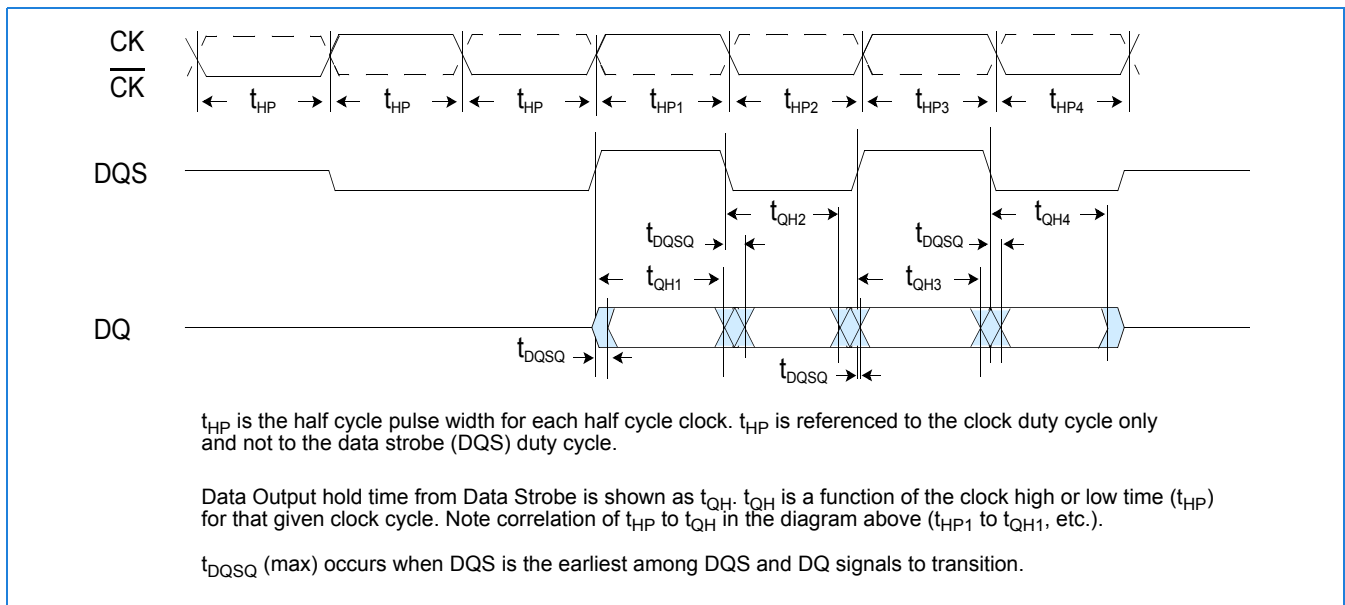 CK
CK
tHP tHP tHP tHP1 tHP2 tHP3 tHP4
DQS
tQH2 tQH4
tDQSQ tDQSQ
tQH1 tQH3
DQ
tDQSQ tDQSQ
tHP is the half cycle pulse width for each half cycle clock. tHP is referenced to the clock duty cycle only
and not to the data strobe (DQS) duty cycle.
Data Output hold time from Data Strobe is shown as tQH. tQH is a function of the clock high or low time (tHP)
for that given clock cycle. Note correlation of tHP to tQH in the diagram above (tHP1 to tQH1, etc.).
tDQSQ (max) occurs when DQS is the earliest among DQS and DQ signals to transition.